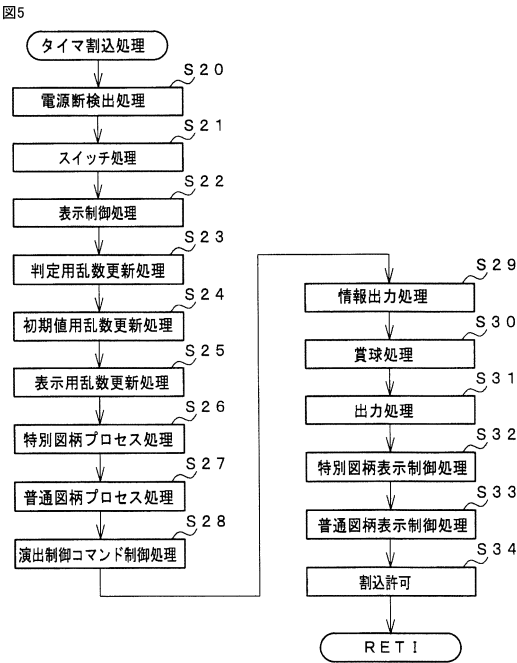 図5
タイマ割込処理
S20
電源断検出処理
S21
スイッチ処理
S22
表示制御処理
S23
判定用乱数更新処理
S24
初期値用乱数更新処理
S25
表示用乱数更新処理
S26
特別図柄プロセス処理
S27
普通図柄プロセス処理
S28
演出制御コマンド制御処理
S29
情報出力処理
S30
賞球処理
S31
出力処理
S32
特別図柄表示制御処理
S33
普通図柄表示制御処理
S34
割込許可
RETI